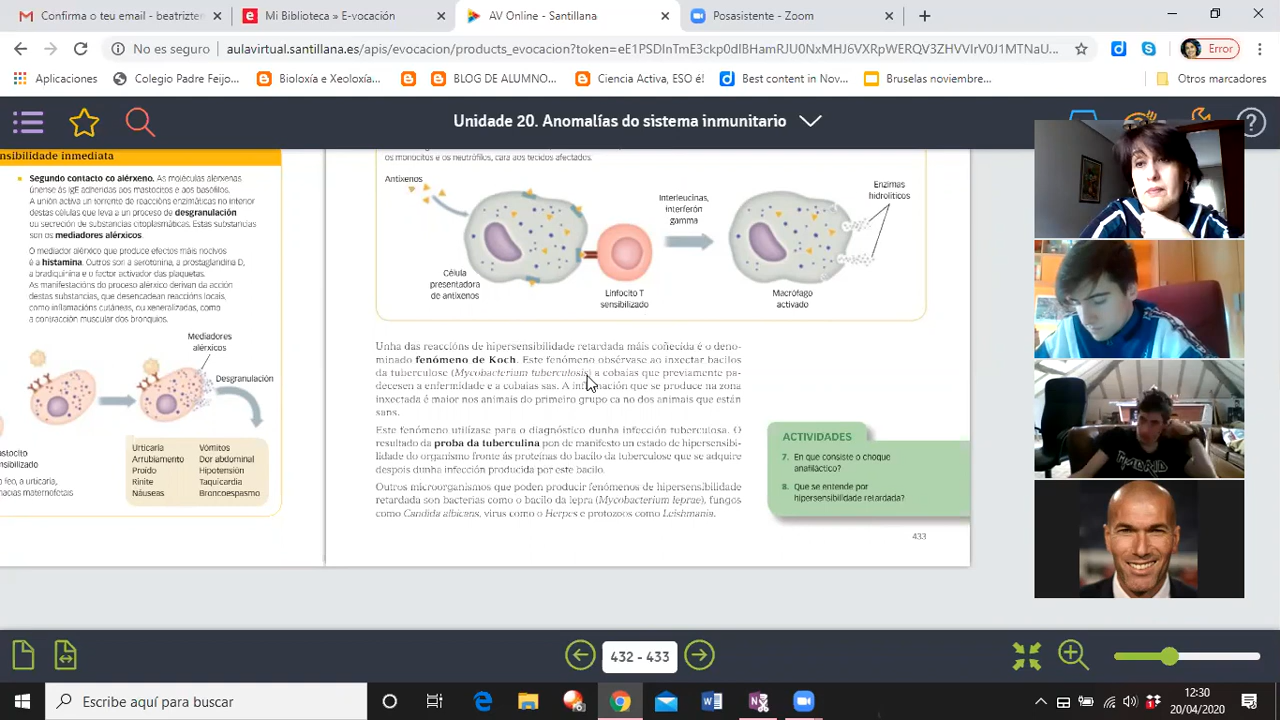 Confirma o teu email - beatrizter
Mi Biblioteca » E-vocación
AV Online - Santillana
Posasistente - Zoom
No es seguro
aulavirtual.santillana.es/apis/evocacion/products_evocacion?token=eE1PSDlnTmE3ckp0dlBHamRJU0NxMHJ6VXRpWERQV3ZHVVIrV0J1MTNaU...
Error
Aplicaciones
Colegio Padre Feijo...
Bioloxía e Xeoloxía...
BLOG DE ALUMNO...
Ciencia Activa, ESO é!
Best content in Nov...
Bruselas noviembre...
Otros marcadores
Unidade 20. Anomalías do sistema inmunitario
nsibilidade inmediata
Segundo contacto co alérxeno. As moléculas alérxenas
únense ás IgE adheridas aos mastocitos e aos basófilos.
A unión activa un torrente de reaccións enzimáticas no interior
destas células que leva a un proceso de desgranulación
ou secreción de substancias citoplasmáticas. Estas substancias
son os mediadores alérxicos.
O mediador alérxico que produce efectos máis nocivos
é a histamina. Outros son a serotonina, a prostaglandina D,
a bradiquinina e o factor activador das plaquetas.
As manifestacións do proceso alérxico derivan da acción
destas substancias, que desencadean reaccións locais,
como inflamacións cutáneas, ou xeneralizadas, como
a contracción muscular dos bronquios.
Mediadores
alérxicos
Desgranulación
Urticaria
Arrubiamento
Proído
Rinite
Náuseas
Vómitos
Dor abdominal
Hipotensión
Taquicardia
Broncoespasmo
astocito
o feo, a urticaria,
nacias maternofetais
os monocitos e os neutrófilos, cara aos tecidos afectados.
Antíxenos
Célula
presentadora
de antíxenos
Linfocito T
sensibilizado
Interleucinas,
interferón
gamma
Macrófago
activado
Enzimas
hidrolíticos
Unha das reaccións de hipersensibilidade retardada máis coñecida é o deno-
minado fenómeno de Koch. Este fenómeno obsérvase ao inxectar bacilos
da tuberculose (Mycobacterium tuberculosis) a cobaias que previamente pa-
decesen a enfermidade e a cobaias sas. A inflamación que se produce na zona
inxectada é maior nos animais do primeiro grupo ca no dos animais que están
sans.
Este fenómeno utilízase para o diagnóstico dunha infección tuberculosa. O
resultado da proba da tuberculina pon de manifesto un estado de hipersensibi-
lidade do organismo fronte ás proteínas do bacilo da tuberculose que se adquire
despois dunha infección producida por este bacilo.
Outros microorganismos que poden producir fenómenos de hipersensibilidade
retardada son bacterias como o bacilo da lepra (Mycobacterium leprae), fungos
como Candida albicans, virus como o Herpes e protozoos como Leishmania.
ACTIVIDADES
7. En que consiste o choque
anafiláctico?
8. Que se entende por
hipersensibilidade retardada?
433
MADRID
432 - 433
Escribe aquí para buscar
12:30
20/04/2020